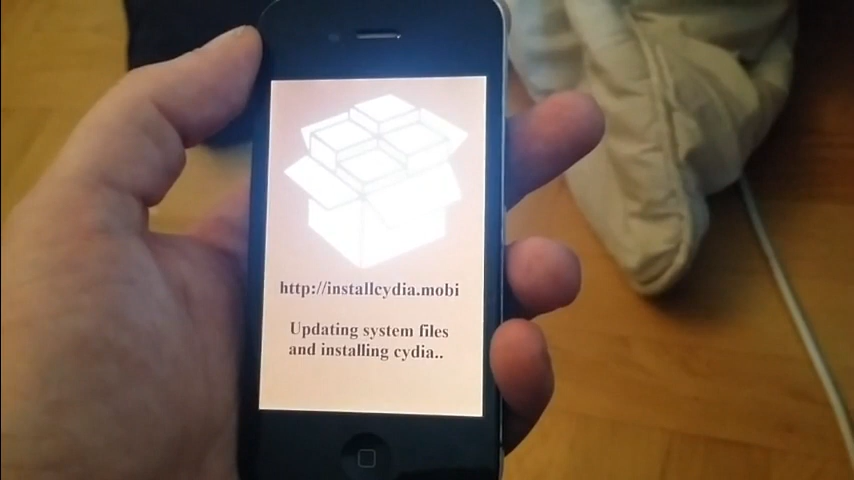 http://installcydia.mobi
Updating system files
and installing cydia..